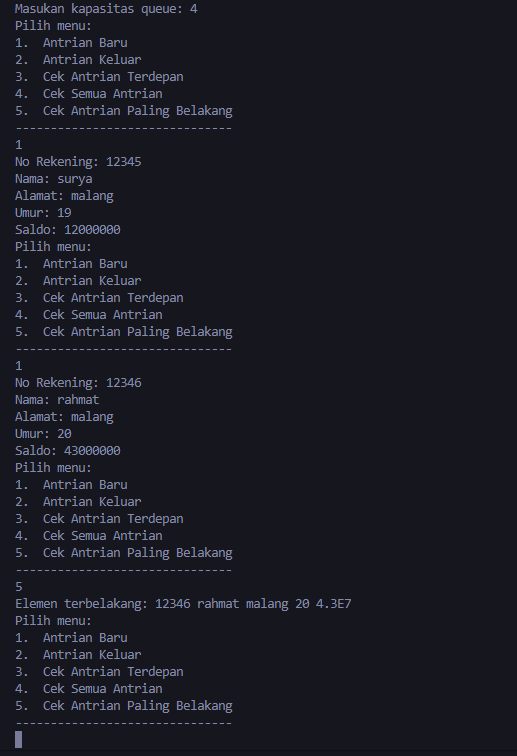 Masukan kapasitas queue: 4
Pilih menu:
1.  Antrian Baru
2.  Antrian Keluar
3.  Cek Antrian Terdepan
4.  Cek Semua Antrian
5.  Cek Antrian Paling Belakang
-------------------------------
1
No Rekening: 12345
Nama: surya
Alamat: malang
Umur: 19
Saldo: 12000000
Pilih menu:
1.  Antrian Baru
2.  Antrian Keluar
3.  Cek Antrian Terdepan
4.  Cek Semua Antrian
5.  Cek Antrian Paling Belakang
-------------------------------
1
No Rekening: 12346
Nama: rahmat
Alamat: malang
Umur: 20
Saldo: 43000000
Pilih menu:
1.  Antrian Baru
2.  Antrian Keluar
3.  Cek Antrian Terdepan
4.  Cek Semua Antrian
5.  Cek Antrian Paling Belakang
-------------------------------
5
Elemen terbelakang: 12346 rahmat malang 20 4.3E7
Pilih menu:
1.  Antrian Baru
2.  Antrian Keluar
3.  Cek Antrian Terdepan
4.  Cek Semua Antrian
5.  Cek Antrian Paling Belakang
-------------------------------